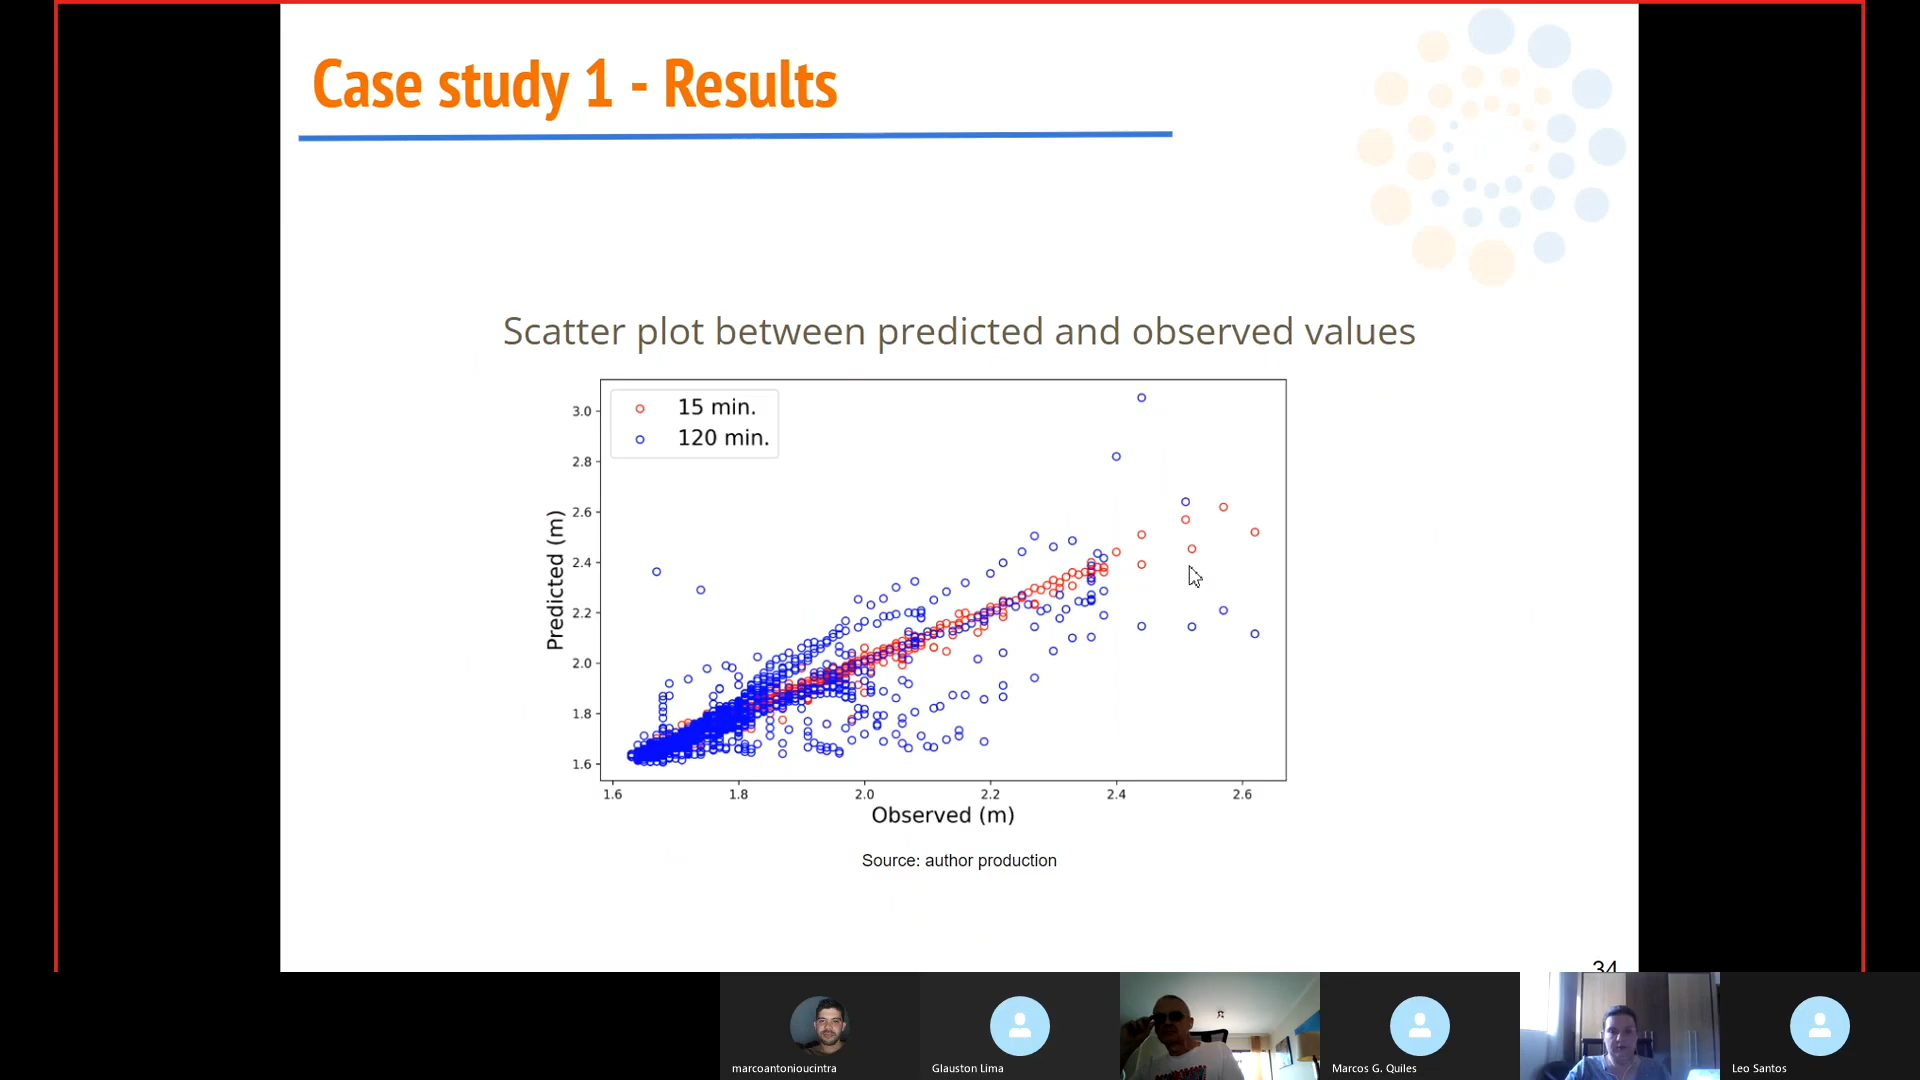 Case study 1 - Results
Scatter plot between predicted and observed values
15 min.
120 min.
3.0
2.8
2.6
2.4
2.2
2.0
1.8
1.6
Predicted (m)
1.6 1.8 2.0 2.2 2.4 2.6
Observed (m)
Source: author production
34
marcoantonioucintra
Glauston Lima
Marcos G. Quiles
Leo Santos